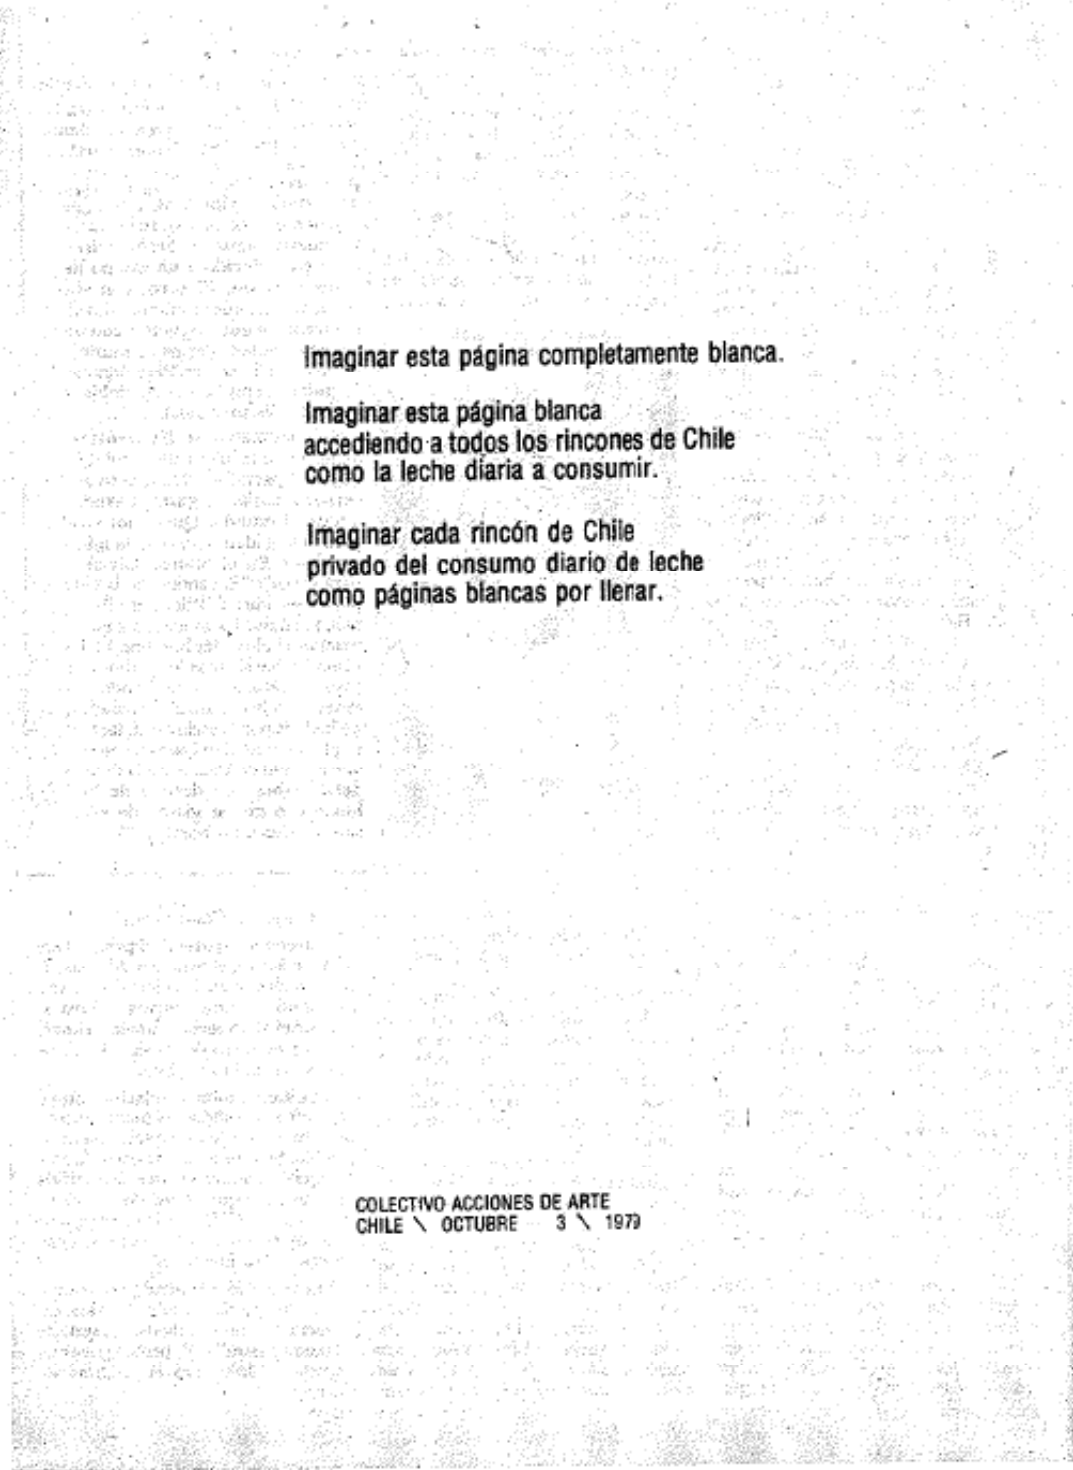 Imaginar esta página completamente blanca.
Imaginar esta página blanca
accediendo a todos los rincones de Chile
como la leche diaria a consumir.
Imaginar cada rincón de Chile
privado del consumo diario de leche
como páginas blancas por llenar.
COLECTIVO ACCIONES DE ARTE
CHILE \ OCTUBRE 3 \ 1979